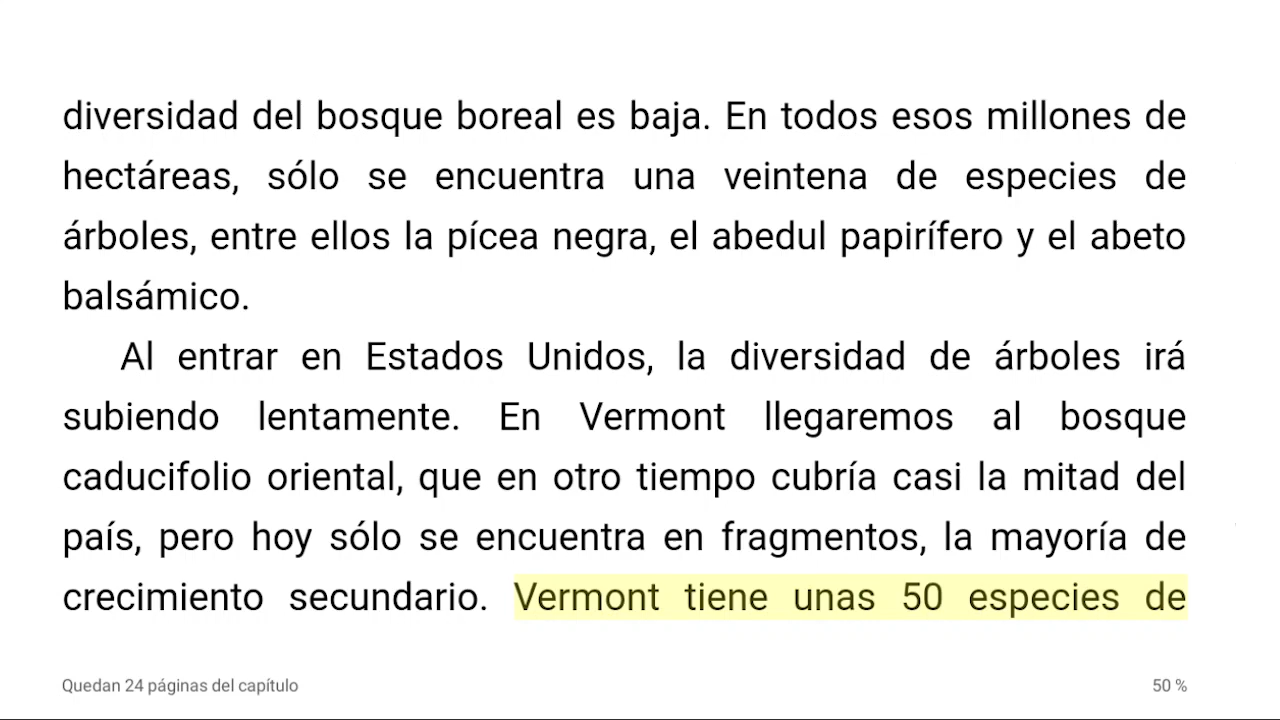 diversidad del bosque boreal es baja. En todos esos millones de
hectáreas, sólo se encuentra una veintena de especies de
árboles, entre ellos la pícea negra, el abedul papirífero y el abeto
balsámico.
Al entrar en Estados Unidos, la diversidad de árboles irá
subiendo lentamente. En Vermont llegaremos al bosque
caducifolio oriental, que en otro tiempo cubría casi la mitad del
país, pero hoy sólo se encuentra en fragmentos, la mayoría de
crecimiento secundario. Vermont tiene unas 50 especies de
Quedan 24 páginas del capítulo
50 %